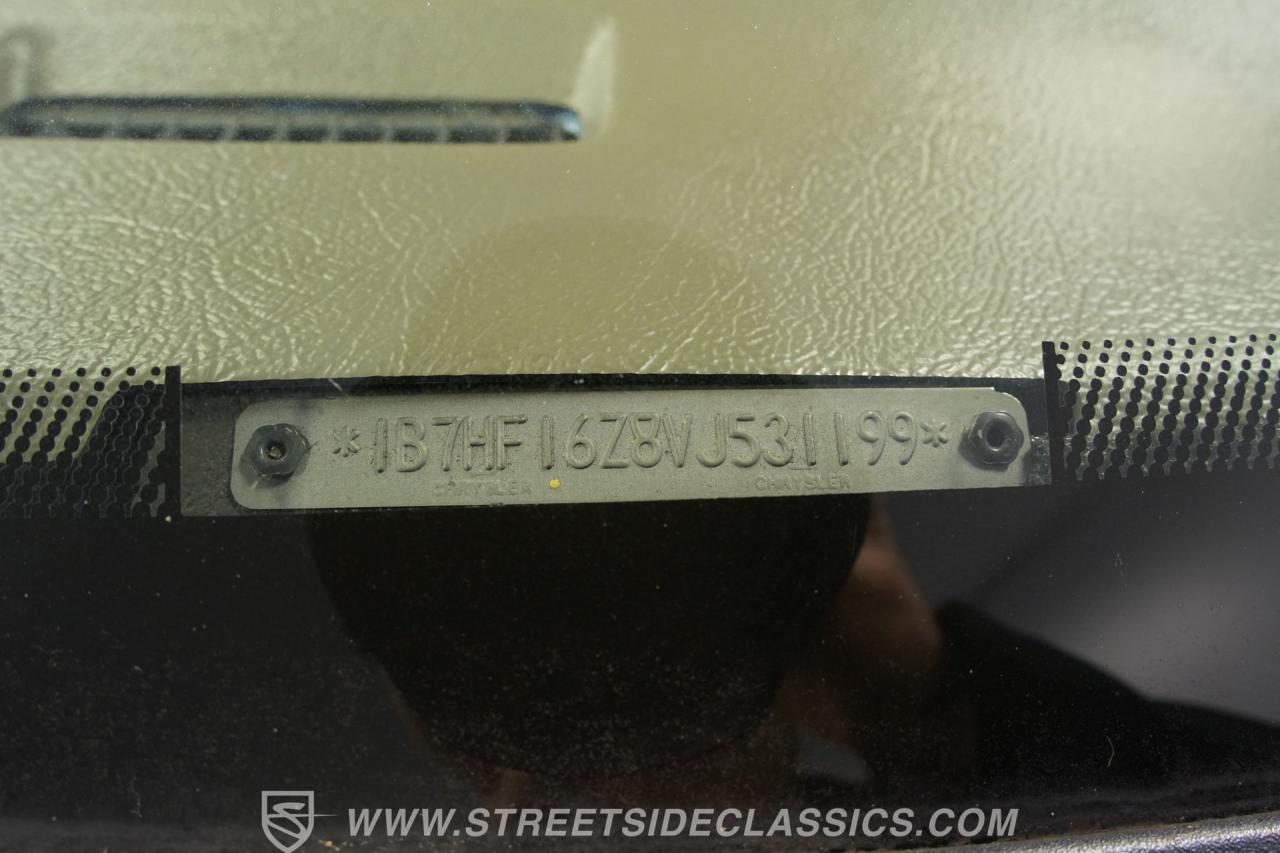 *1B7HF16Z8VJ531199*
CHRYSLER CHRYSLER
WWW.STREETSIDECLASSICS.COM